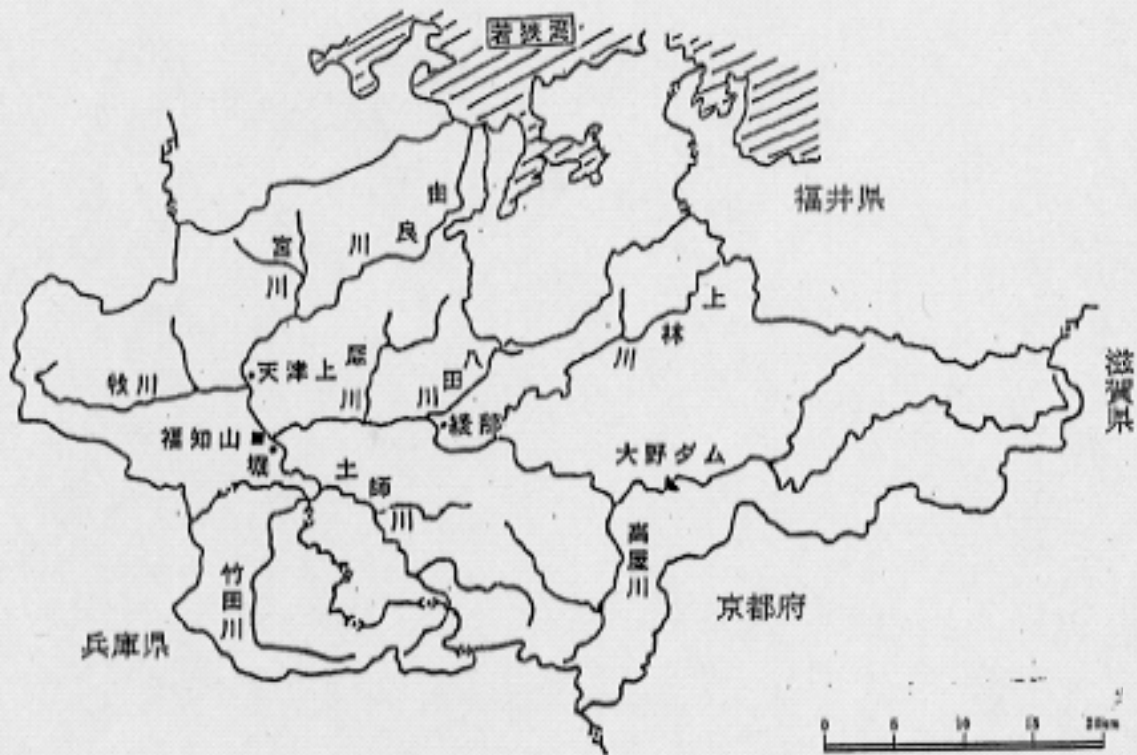 若狭湾
福井県
由良川
宮川
上林川
滋賀県
天津上
八田川
牧川
綾部
福知山
大野ダム
堀
土師川
高屋川
竹田川
京都府
兵庫県
0 5 10 15 20km